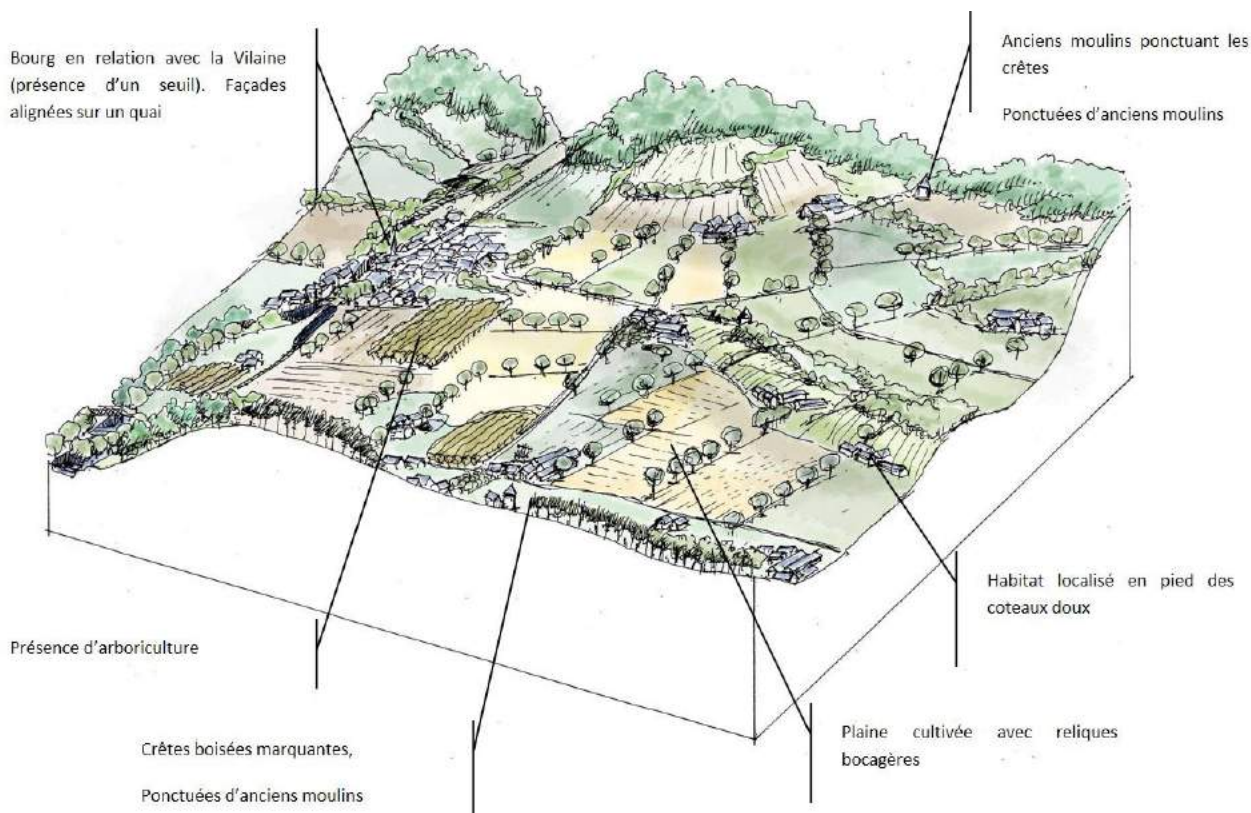 Bourg en relation avec la Vilaine
(présence d'un seuil). Façades
alignées sur un quai
Anciens moulins ponctuant les
crêtes
Ponctuées d'anciens moulins
Présence d'arboriculture
Habitat localisé en pied des
coteaux doux
Crêtes boisées marquantes,
Ponctuées d'anciens moulins
Plaine cultivée avec reliques
bocagères